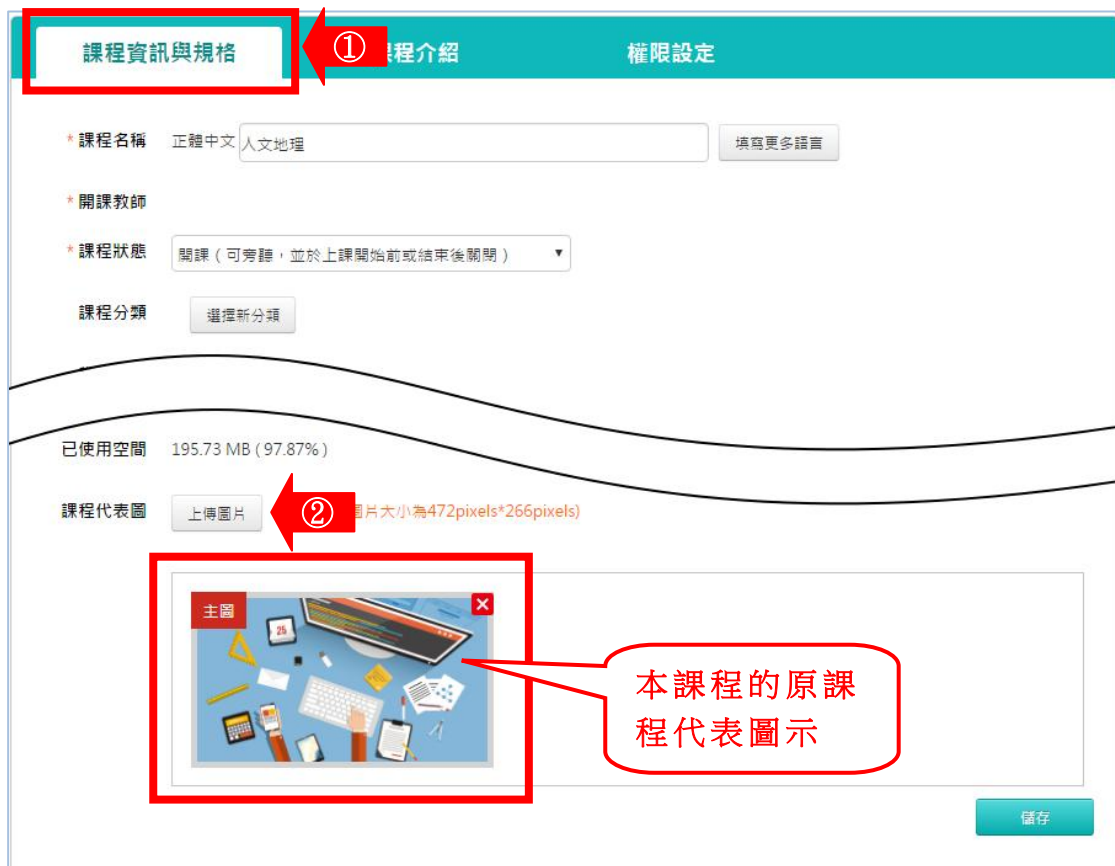 課程資訊與規格 ① 課程介紹 權限設定
* 課程名稱 正體中文 人文地理 填寫更多語言
* 開課教師
* 課程狀態 開課 ( 可旁聽，並於上課開始前或結束後關閉 )
課程分類 選擇新分類
已使用空間 195.73 MB ( 97.87% )
課程代表圖 上傳圖片 ② 圖片大小為472pixels*266pixels)
主圖
25
本課程的原課
程代表圖示
儲存